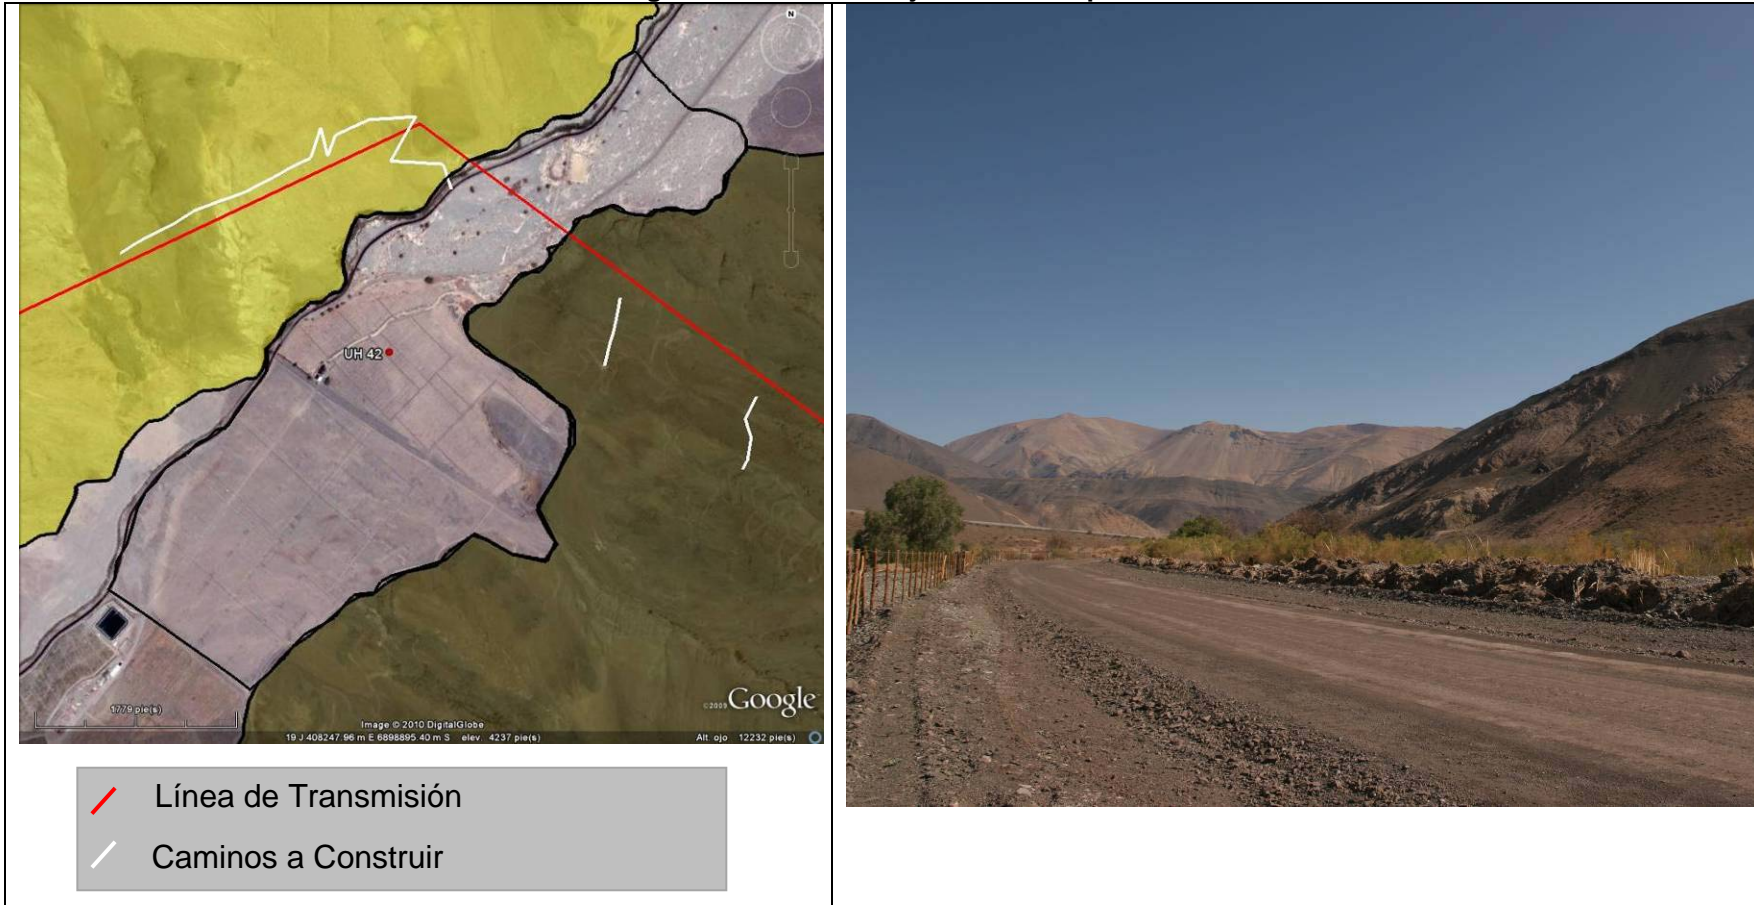 N
UH 42
1779 pie(s)
©2009 Google
Image © 2010 DigitalGlobe
19 J 408247.96 m E 6898895.40 m S elev 4237 pie(s)
Alt. ojo 12232 pie(s)
Línea de Transmisión
Caminos a Construir